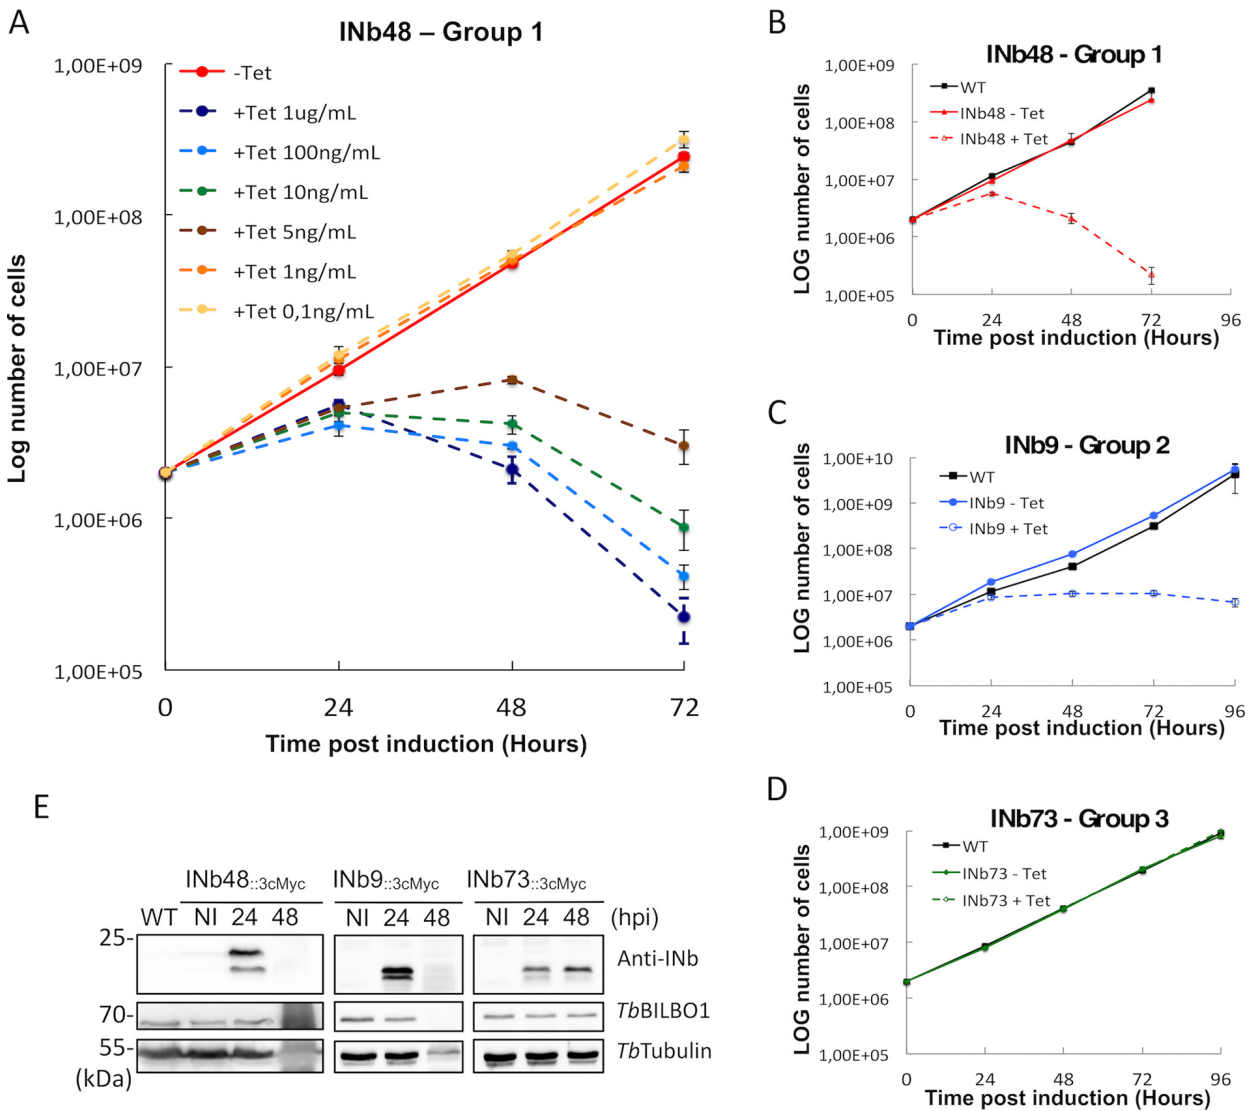 A
INb48 – Group 1
1,00E+09
1,00E+08
1,00E+07
1,00E+06
1,00E+05
Log number of cells
-Tet
+Tet 1ug/mL
+Tet 100ng/mL
+Tet 10ng/mL
+Tet 5ng/mL
+Tet 1ng/mL
+Tet 0,1ng/mL
0 24 48 72
Time post induction (Hours)
B
INb48 - Group 1
1,00E+09
1,00E+08
1,00E+07
1,00E+06
1,00E+05
LOG number of cells
WT
INb48 - Tet
INb48 + Tet
0 24 48 72 96
Time post induction (Hours)
C
INb9 - Group 2
1,00E+10
1,00E+09
1,00E+08
1,00E+07
1,00E+06
1,00E+05
LOG number of cells
WT
INb9 - Tet
INb9 + Tet
0 24 48 72 96
Time post induction (Hours)
D
INb73 - Group 3
1,00E+09
1,00E+08
1,00E+07
1,00E+06
1,00E+05
LOG number of cells
WT
INb73 - Tet
INb73 + Tet
0 24 48 72 96
Time post induction (Hours)
E
INb48::3cMyc INb9::3cMyc INb73::3cMyc
WT NI 24 48 NI 24 48 NI 24 48 (hpi)
25-
Anti-INb
70-
TbBILBO1
55-
TbTubulin
(kDa)